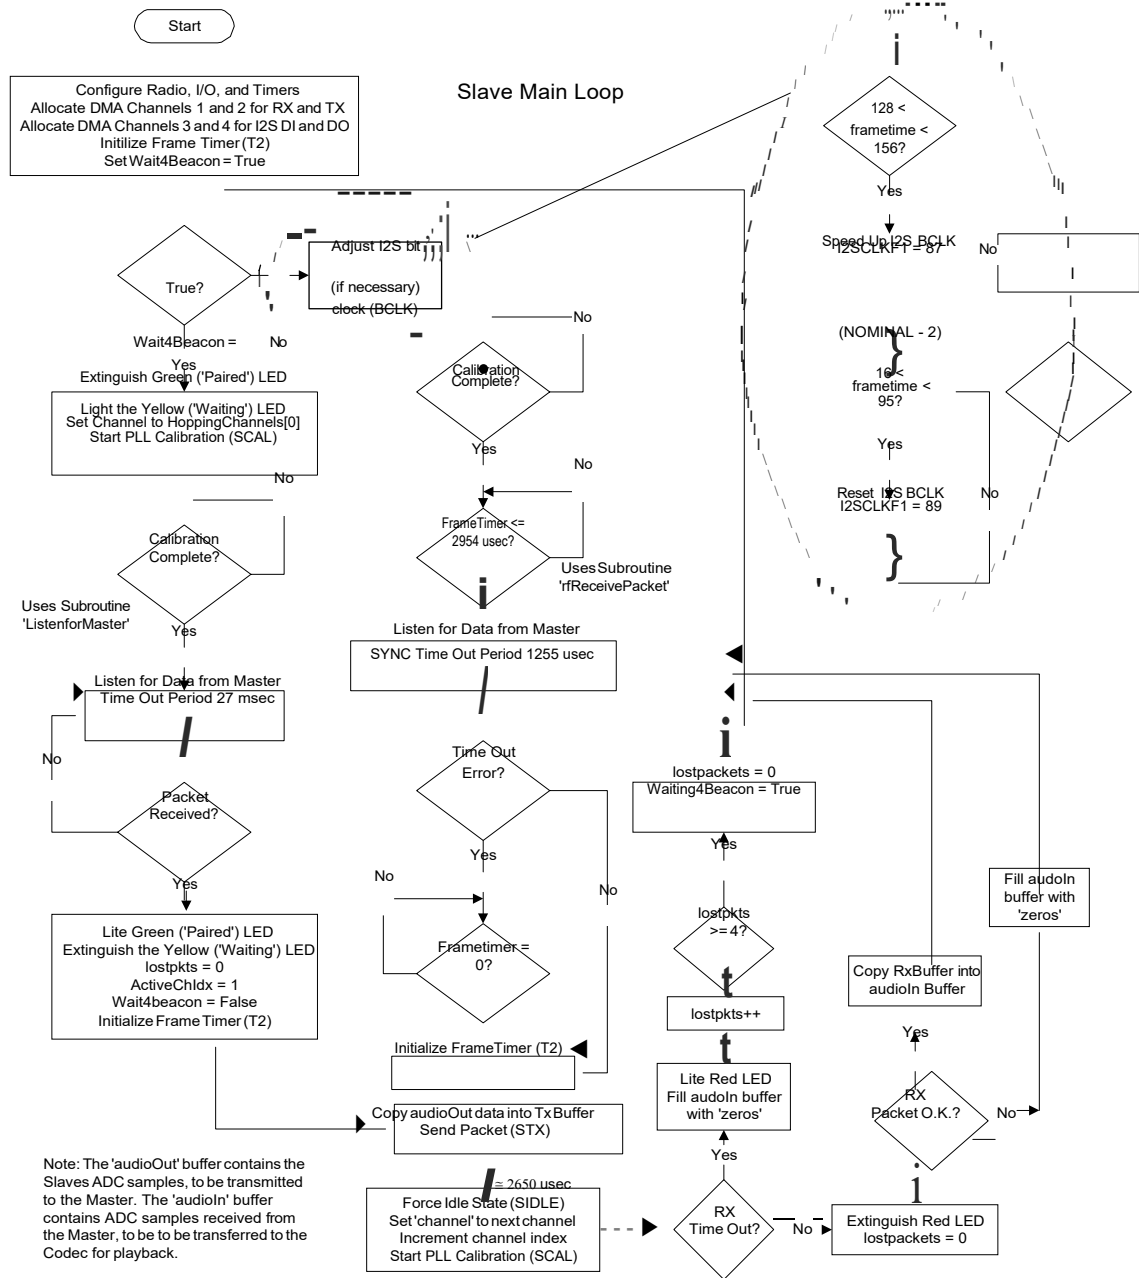 Start
Configure Radio, I/O, and Timers
Allocate DMA Channels 1 and 2 for RX and TX
Allocate DMA Channels 3 and 4 for I2S DI and DO
Initilize Frame Timer (T2)
Set Wait4Beacon = True
Slave Main Loop
128 <
frametime <
156?
Yes
Speed Up I2S BCLK
I2SCLKF1 = 87
No
(NOMINAL - 2)
16 <
frametime <
95?
Yes
Reset I2S BCLK
I2SCLKF1 = 89
No
True?
Wait4Beacon =
No
Yes
Adjust I2S bit
(if necessary)
clock (BCLK)
Extinguish Green ('Paired') LED
Light the Yellow ('Waiting') LED
Set Channel to HoppingChannels[0]
Start PLL Calibration (SCAL)
No
Calibration
Complete?
Uses Subroutine
'ListenforMaster'
Yes
Listen for Data from Master
Time Out Period 27 msec
No
Packet
Received?
Yes
Lite Green ('Paired') LED
Extinguish the Yellow ('Waiting') LED
lostpkts = 0
ActiveChIdx = 1
Wait4beacon = False
Initialize Frame Timer (T2)
No
Calibration
Complete?
Yes
No
FrameTimer <=
2954 usec?
Uses Subroutine
'rfReceivePacket'
Listen for Data from Master
SYNC Time Out Period 1255 usec
Time Out
Error?
Yes
No
No
Frametimer =
0?
Initialize FrameTimer (T2)
Copy audioOut data into Tx Buffer
Send Packet (STX)
≈ 2650 usec
Force Idle State (SIDLE)
Set 'channel' to next channel
Increment channel index
Start PLL Calibration (SCAL)
lostpackets = 0
Waiting4Beacon = True
Yes
lostpkts
>= 4?
lostpkts++
Lite Red LED
Fill audoIn buffer
with 'zeros'
Yes
RX
Time Out?
No
Extinguish Red LED
lostpackets = 0
RX
Packet O.K.?
No
Yes
Copy RxBuffer into
audioIn Buffer
Fill audoIn
buffer with
'zeros'
Note: The 'audioOut' buffer contains the
Slaves ADC samples, to be transmitted
to the Master. The 'audioIn' buffer
contains ADC samples received from
the Master, to be to be transferred to the
Codec for playback.